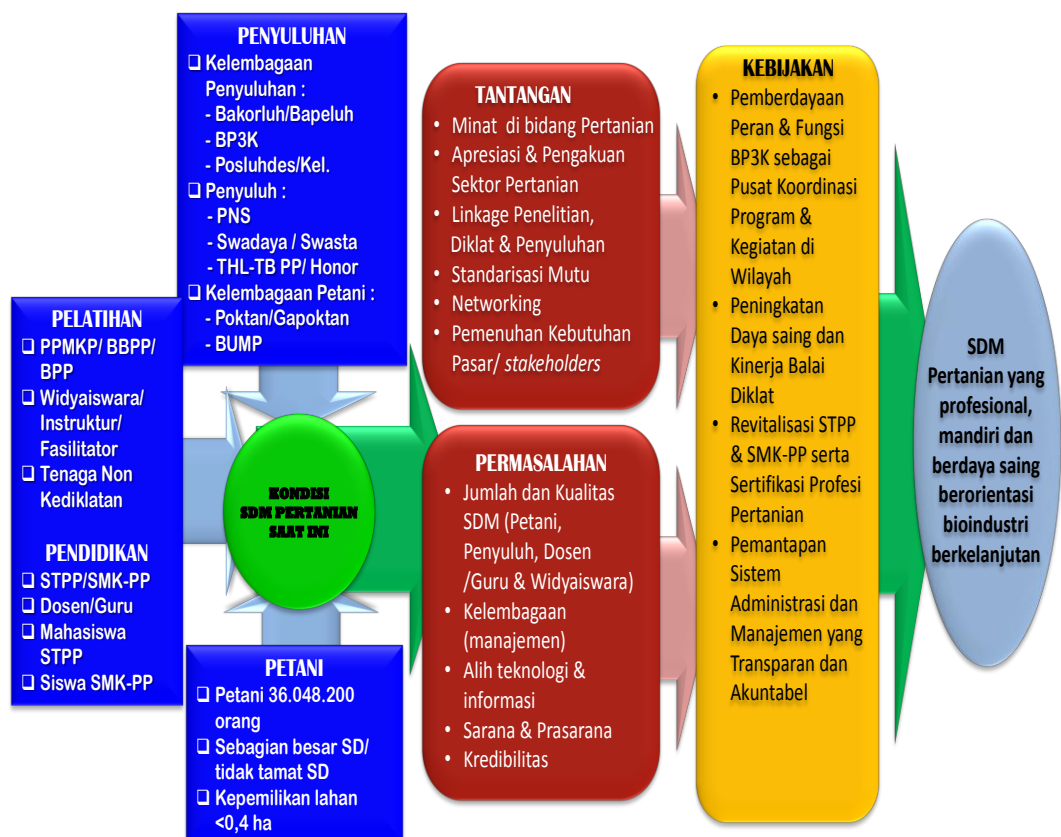 PENYULUHAN
❑ Kelembagaan
Penyuluhan :
- Bakorluh/Bapeluh
- BP3K
- Posluhdes/Kel.
❑ Penyuluh :
- PNS
- Swadaya / Swasta
- THL-TB PP/ Honor
❑ Kelembagaan Petani :
- Poktan/Gapoktan
- BUMP
PELATIHAN
❑ PPMKP/ BBPP/
BPP
❑ Widyaiswara/
Instruktur/
Fasilitator
❑ Tenaga Non
Kediklatan
PENDIDIKAN
❑ STPP/SMK-PP
❑ Dosen/Guru
❑ Mahasiswa
STPP
❑ Siswa SMK-PP
KONDISI
SDM PERTANIAN
SAAT INI
PETANI
❑ Petani 36.048.200
orang
❑ Sebagian besar SD/
tidak tamat SD
❑ Kepemilikan lahan
<0,4 ha
TANTANGAN
• Minat di bidang Pertanian
• Apresiasi & Pengakuan
Sektor Pertanian
• Linkage Penelitian,
Diklat & Penyuluhan
• Standarisasi Mutu
• Networking
• Pemenuhan Kebutuhan
Pasar/ stakeholders
PERMASALAHAN
• Jumlah dan Kualitas
SDM (Petani,
Penyuluh, Dosen
/Guru & Widyaiswara)
• Kelembagaan
(manajemen)
• Alih teknologi &
informasi
• Sarana & Prasarana
• Kredibilitas
KEBIJAKAN
• Pemberdayaan
Peran & Fungsi
BP3K sebagai
Pusat Koordinasi
Program &
Kegiatan di
Wilayah
• Peningkatan
Daya saing dan
Kinerja Balai
Diklat
• Revitalisasi STPP
& SMK-PP serta
Sertifikasi Profesi
Pertanian
• Pemantapan
Sistem
Administrasi dan
Manajemen yang
Transparan dan
Akuntabel
SDM
Pertanian yang
profesional,
mandiri dan
berdaya saing
berorientasi
bioindustri
berkelanjutan